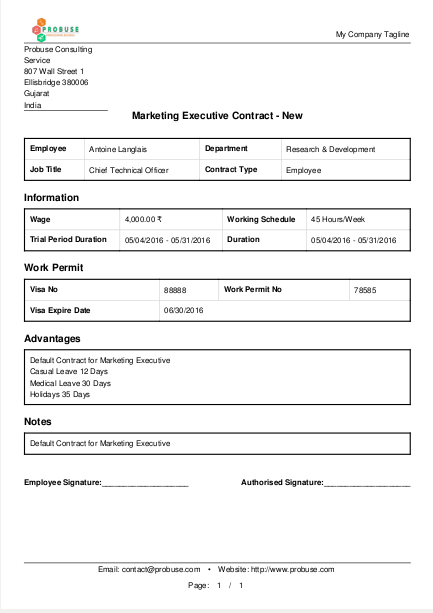 PROBUSE
My Company Tagline
Probuse Consulting
Service
807 Wall Street 1
Ellisbridge 380006
Gujarat
India
Marketing Executive Contract - New
Employee Antoine Langlais Department Research & Development
Job Title Chief Technical Officer Contract Type Employee
Information
Wage 4,000.00 ₹ Working Schedule 45 Hours/Week
Trial Period Duration 05/04/2016 - 05/31/2016 Duration 05/04/2016 - 05/31/2016
Work Permit
Visa No 88888 Work Permit No 78585
Visa Expire Date 06/30/2016
Advantages
Default Contract for Marketing Executive
Casual Leave 12 Days
Medical Leave 30 Days
Holidays 35 Days
Notes
Default Contract for Marketing Executive
Employee Signature:____________________ Authorised Signature:____________________
Email: contact@probuse.com • Website: http://www.probuse.com
Page: 1 / 1